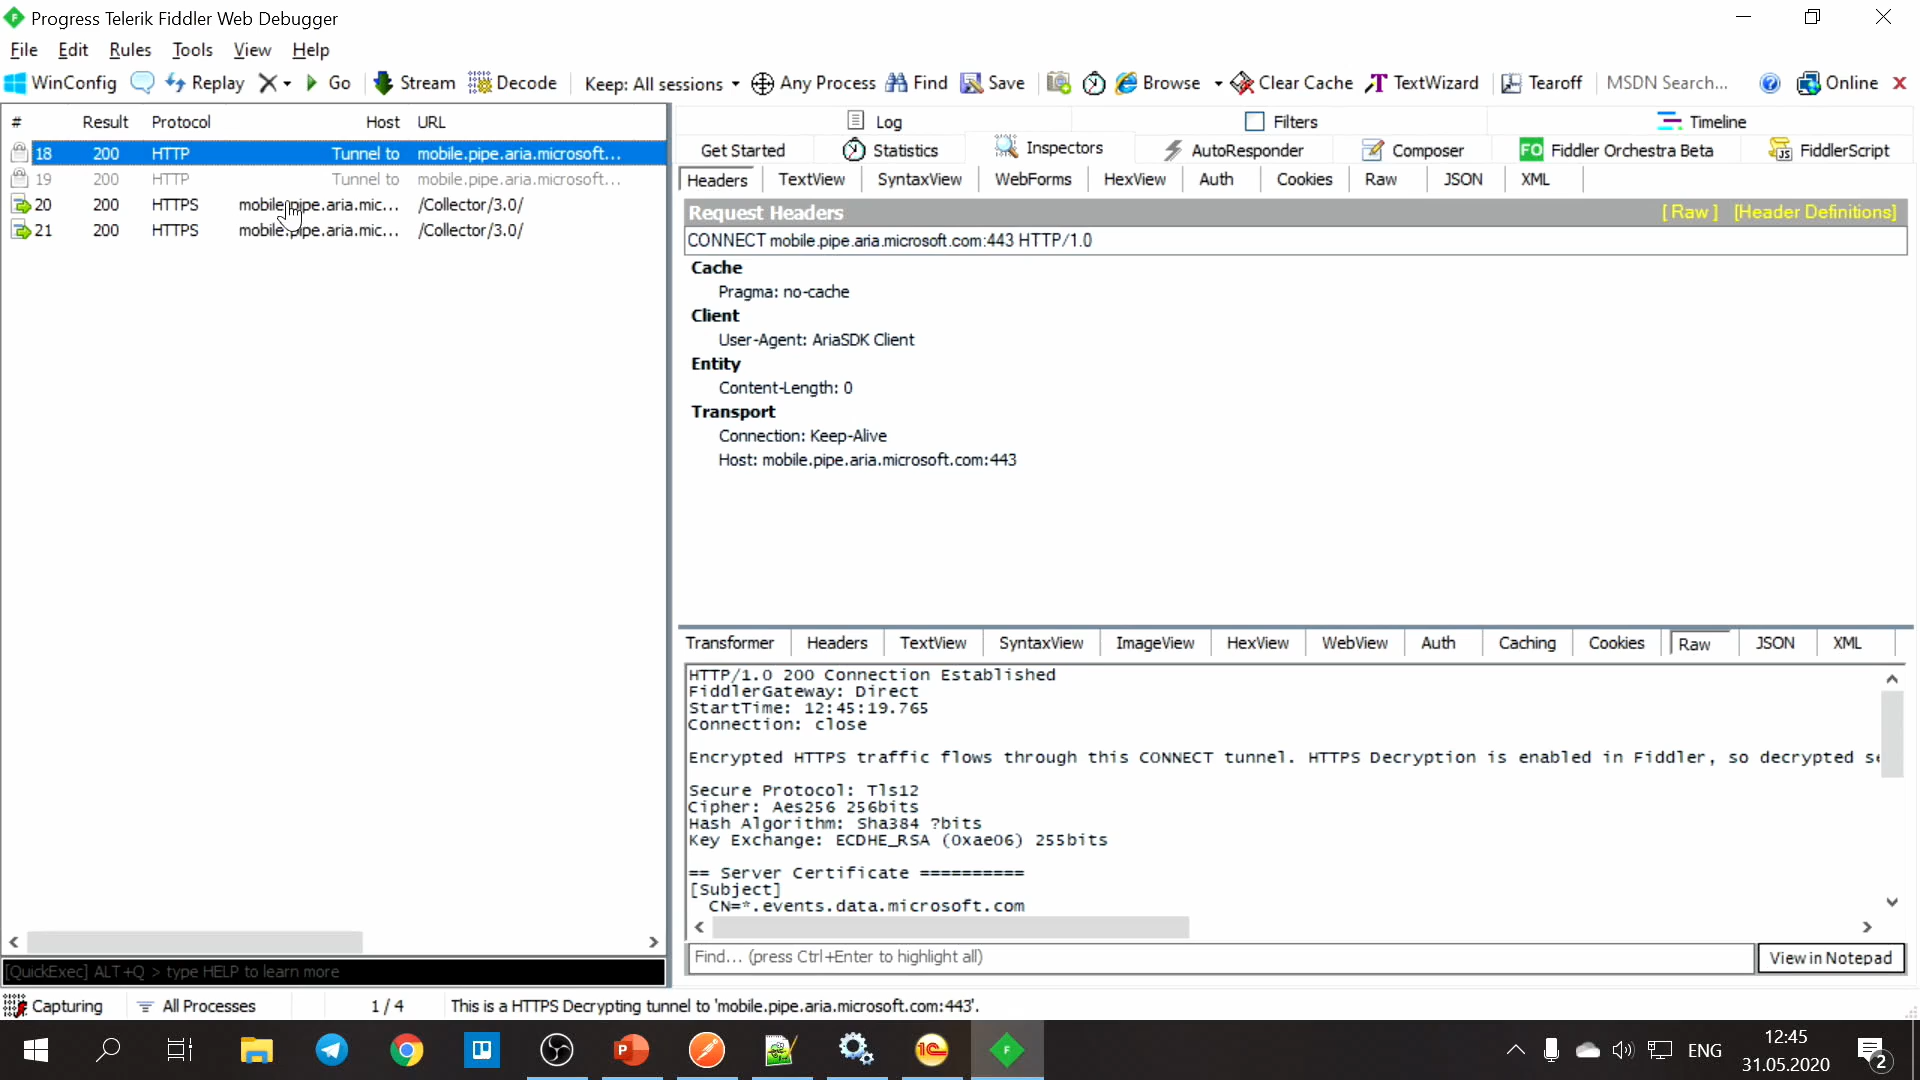 Progress Telerik Fiddler Web Debugger
File Edit Rules Tools View Help
WinConfig Replay Go Stream Decode Keep: All sessions Any Process Find Save Browse Clear Cache TextWizard Tearoff MSDN Search... Online
# Result Protocol Host URL
18 200 HTTP Tunnel to mobile.pipe.aria.microsoft...
19 200 HTTP Tunnel to mobile.pipe.aria.microsoft...
20 200 HTTPS mobile.pipe.aria.mic... /Collector/3.0/
21 200 HTTPS mobile.pipe.aria.mic... /Collector/3.0/
[QuickExec] ALT+Q > type HELP to learn more
Log Filters Timeline
Get Started Statistics Inspectors AutoResponder Composer FO Fiddler Orchestra Beta FiddlerScript
Headers TextView SyntaxView WebForms HexView Auth Cookies Raw JSON XML
Request Headers [ Raw ] [Header Definitions]
CONNECT mobile.pipe.aria.microsoft.com:443 HTTP/1.0
Cache
Pragma: no-cache
Client
User-Agent: AriaSDK Client
Entity
Content-Length: 0
Transport
Connection: Keep-Alive
Host: mobile.pipe.aria.microsoft.com:443
Transformer Headers TextView SyntaxView ImageView HexView WebView Auth Caching Cookies Raw JSON XML
HTTP/1.0 200 Connection Established
FiddlerGateway: Direct
StartTime: 12:45:19.765
Connection: close
Encrypted HTTPS traffic flows through this CONNECT tunnel. HTTPS Decryption is enabled in Fiddler, so decrypted
Secure Protocol: Tls12
Cipher: Aes256 256bits
Hash Algorithm: Sha384 ?bits
Key Exchange: ECDHE_RSA (0xae06) 255bits
== Server Certificate ==========
[Subject]
CN=*.events.data.microsoft.com
Find... (press Ctrl+Enter to highlight all) View in Notepad
Capturing All Processes 1 / 4 This is a HTTPS Decrypting tunnel to 'mobile.pipe.aria.microsoft.com:443'.
ENG 12:45
31.05.2020 2